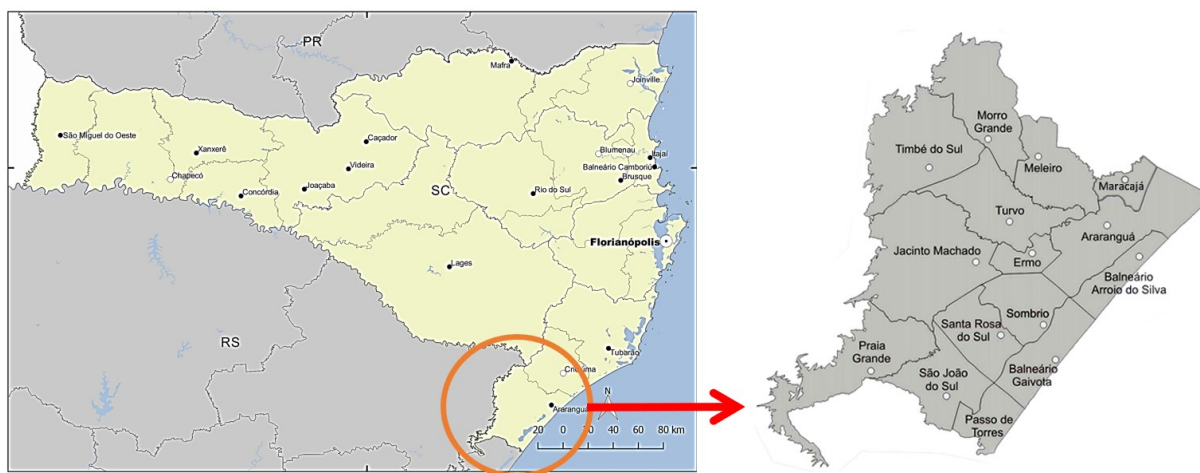 PR
Mafra
Joinville
São Miguel do Oeste
Xanxerê
Caçador
Blumenau
Itajaí
Chapecó
Videira
Balneário Camboriú
Brusque
Concórdia
Joaçaba
SC
Rio do Sul
Florianópolis
Lages
RS
Tubarão
Criciúma
N
Araranguá
20 0 20 40 60 80 km
Morro
Grande
Timbé do Sul
Meleiro
Maracajá
Turvo
Araranguá
Jacinto Machado
Ermo
Balneário
Arroio do Silva
Sombrio
Santa Rosa
do Sul
Praia
Grande
São João
do Sul
Balneário
Gaivota
Passo de
Torres